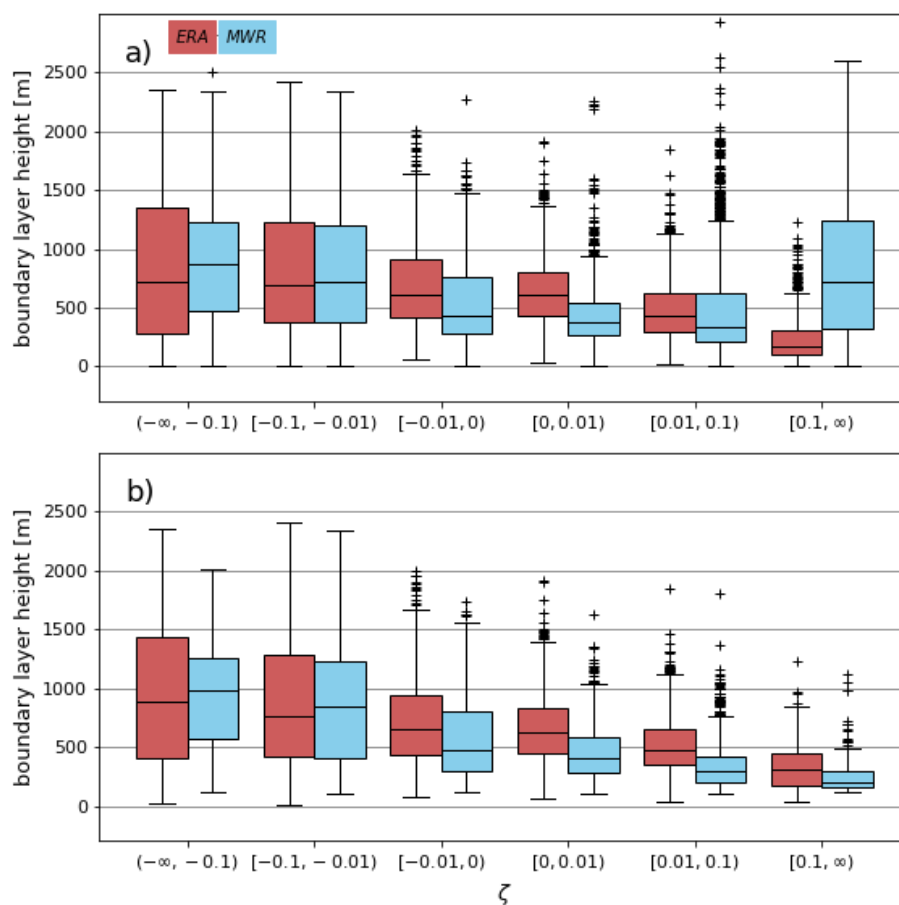 a)
ERA MWR
boundary layer height [m]
2500
2000
1500
1000
500
0
(−∞, −0.1) [−0.1, −0.01) [−0.01, 0) [0, 0.01) [0.01, 0.1) [0.1, ∞)
b)
boundary layer height [m]
2500
2000
1500
1000
500
0
(−∞, −0.1) [−0.1, −0.01) [−0.01, 0) [0, 0.01) [0.01, 0.1) [0.1, ∞)
ζ